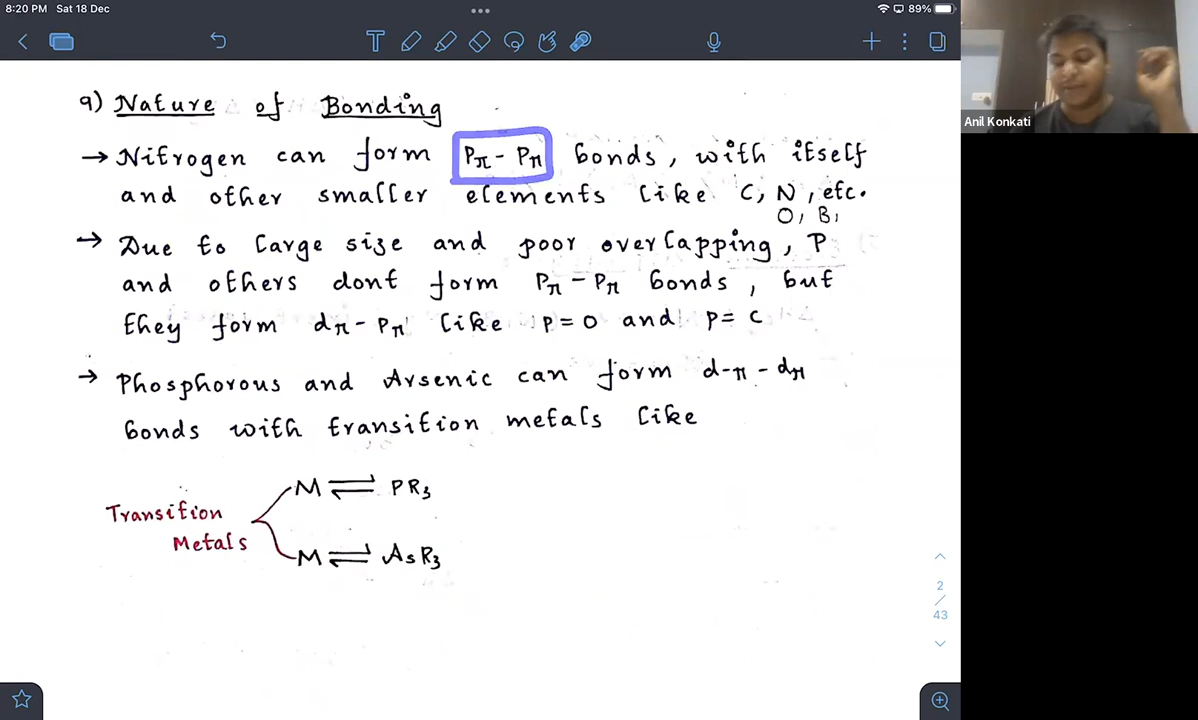 8:20 PM Sat 18 Dec
89%
Anil Konkati
9) Nature of Bonding
→ Nitrogen can form Pπ - Pπ bonds, with itself
and other smaller elements like C, N, etc.
O, B,
→ Due to large size and poor overlapping, P
and others dont form Pπ - Pπ bonds, but
they form dπ - Pπ like P=O and P=C
→ Phosphorous and Arsenic can form d-π - dπ
bonds with transition metals like
M ⇌ PR3
Transition
Metals
M ⇌ AsR3
2
/
43